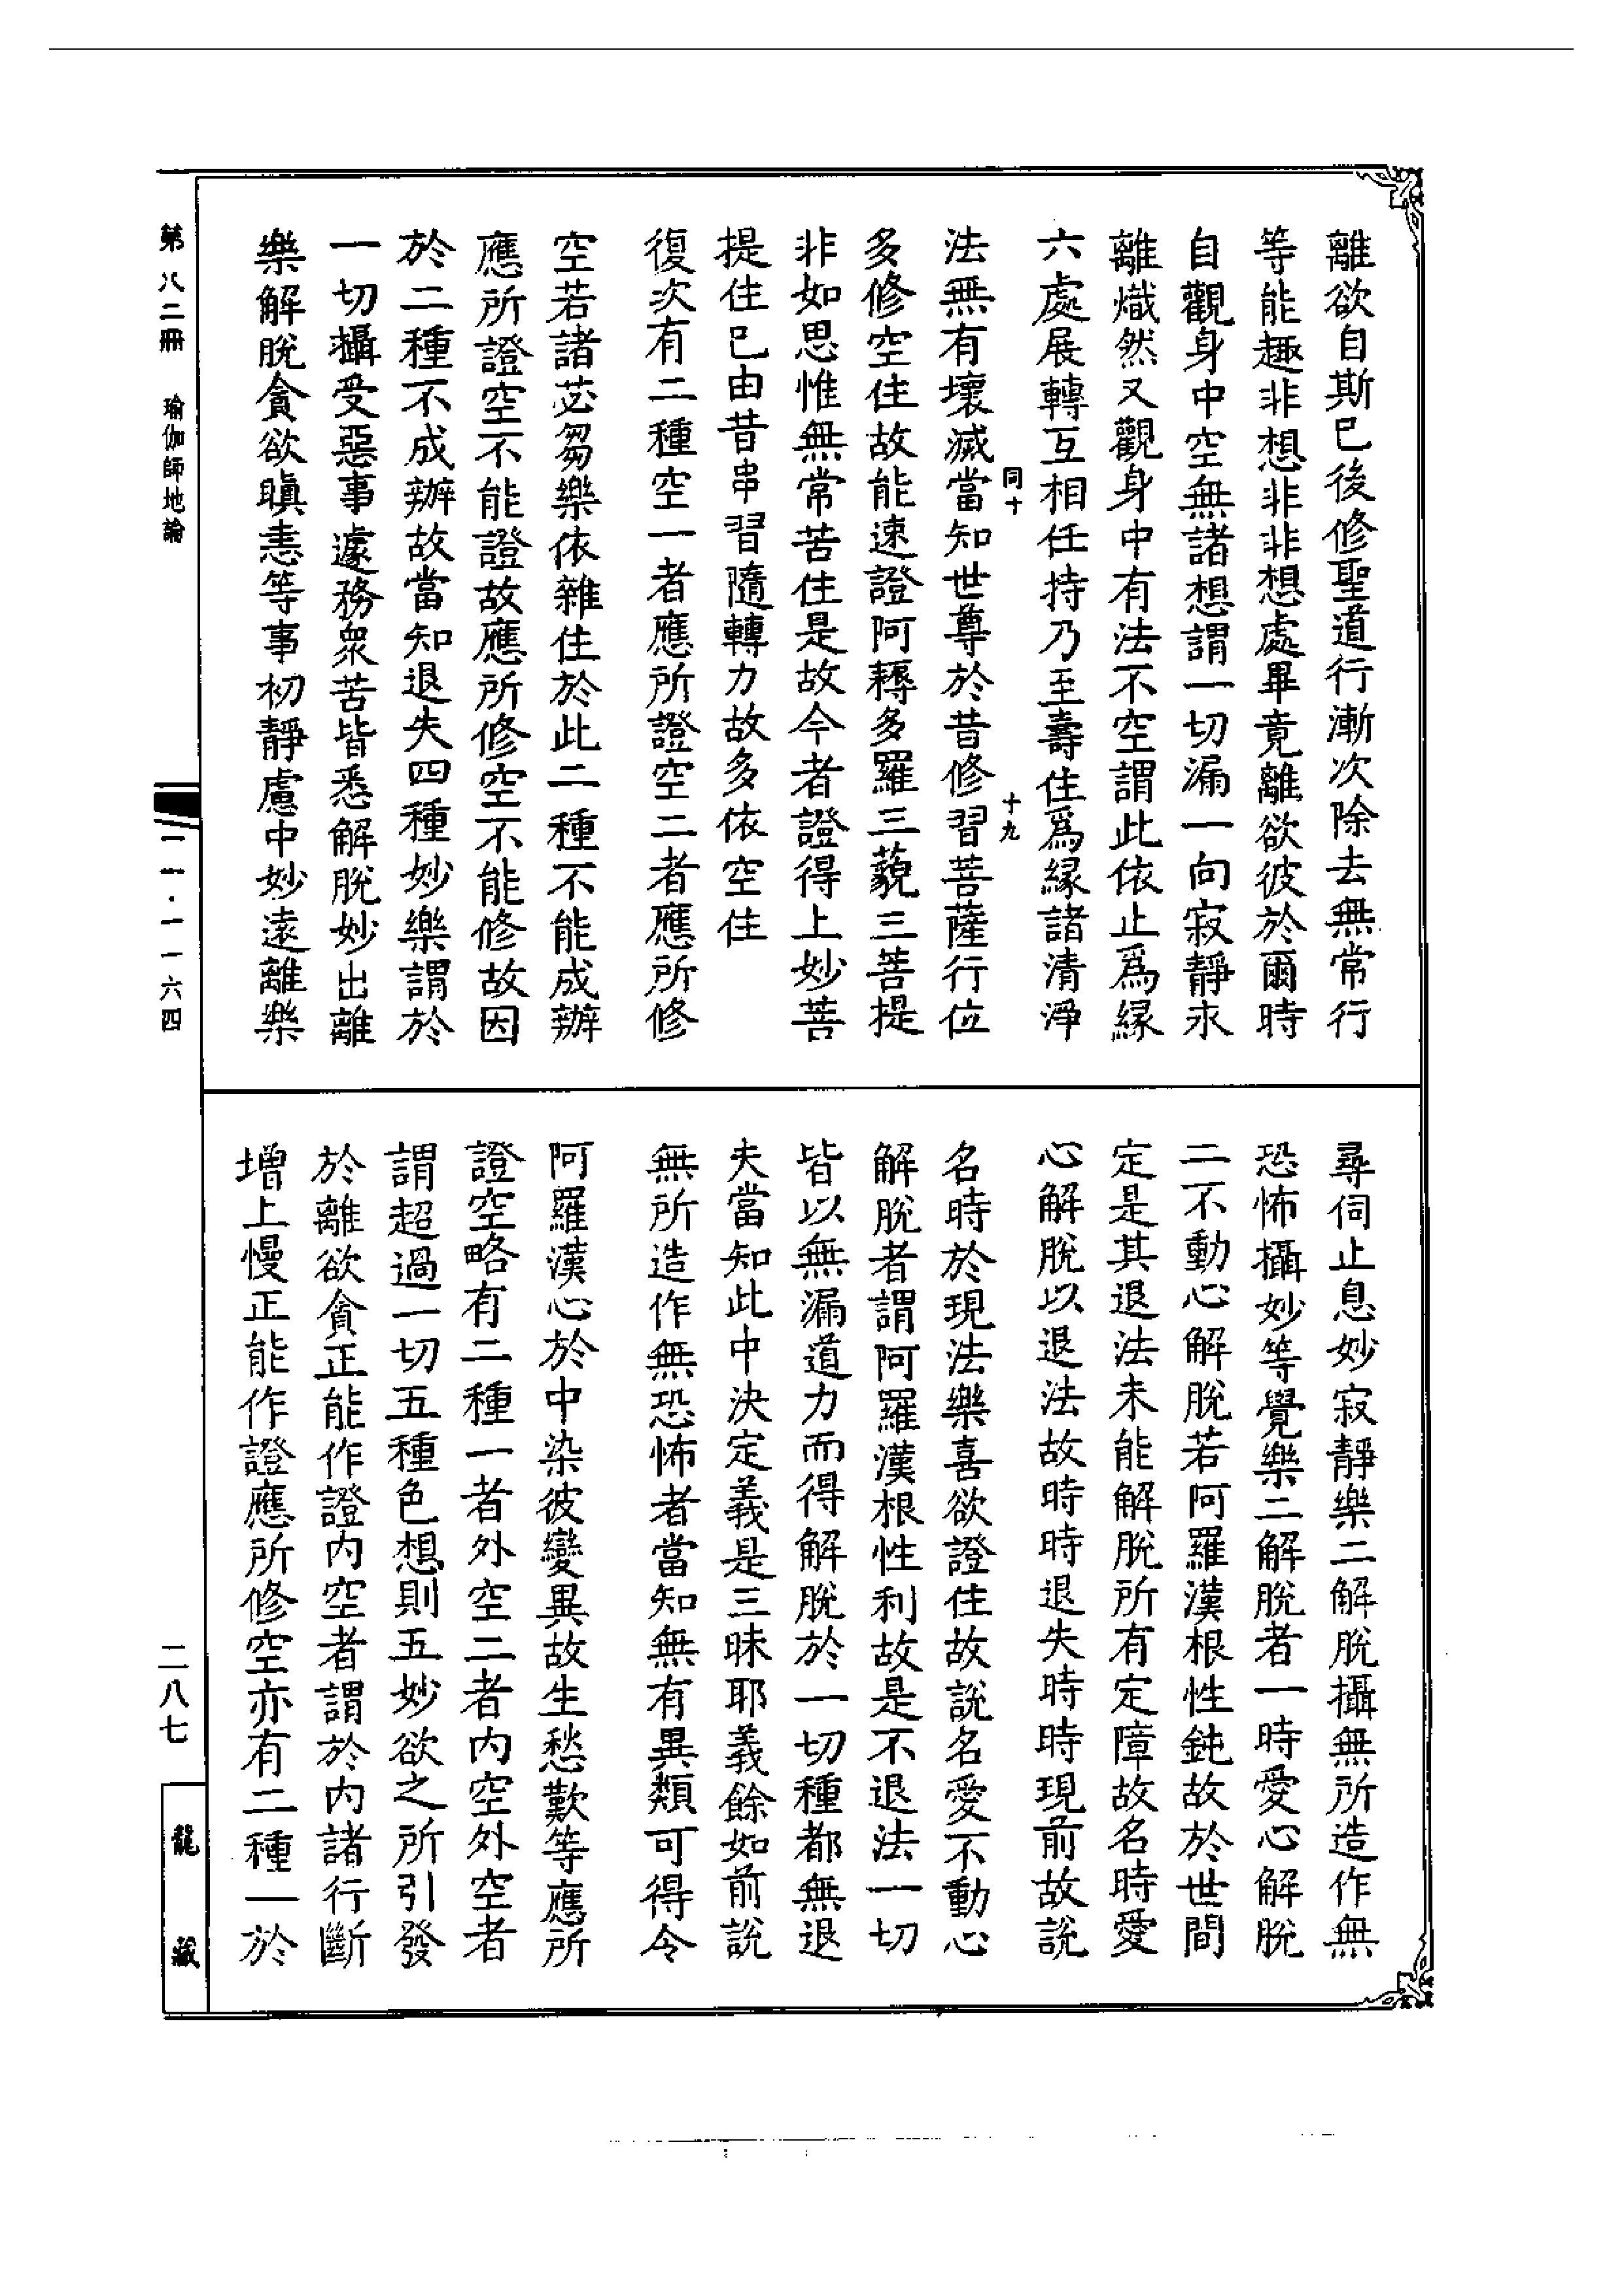 離欲自斯已後修聖道行漸次除去無常行
等能趣非想非非想處畢竟離欲彼於爾時
自觀身中空無諸想謂一切漏一向寂靜永
離熾然又觀身中有法不空謂此依止爲緣
六處展轉互相任持乃至壽住爲緣諸清淨
同十
十九
法無有壞滅當知世尊於昔修習菩薩行位
多修空住故能速證阿耨多羅三藐三菩提
非如思惟無常苦住是故今者證得上妙菩
提住已由昔串習隨轉力故多依空住
復次有二種空一者應所證空二者應所修
空若諸苾芻樂依雜住於此二種不能成辦
應所證空不能證故應所修空不能修故因
於二種不成辦故當知退失四種妙樂謂於
一切攝受惡事遽務衆苦皆悉解脫妙出離
樂解脫貪欲瞋恚等事初靜慮中妙遠離樂
尋伺止息妙寂靜樂二解脫攝無所造作無
恐怖攝妙等覺樂二解脫者一時愛心解脫
二不動心解脫若阿羅漢根性鈍故於世間
定是其退法未能解脫所有定障故名時愛
心解脫以退法故時時退失時時現前故說
名時於現法樂喜欲證住故說名愛不動心
解脫者謂阿羅漢根性利故是不退法一切
皆以無漏道力而得解脫於一切種都無退
失當知此中決定義是三昧耶義餘如前說
無所造作無恐怖者當知無有異類可得令
阿羅漢心於中染彼變異故生愁歎等應所
證空略有二種一者外空二者內空外空者
謂超過一切五種色想則五妙欲之所引發
於離欲貪正能作證內空者謂於內諸行斷
增上慢正能作證應所修空亦有二種一於
第八二冊　瑜伽師地論
一一·一一六四
二八七
龍藏